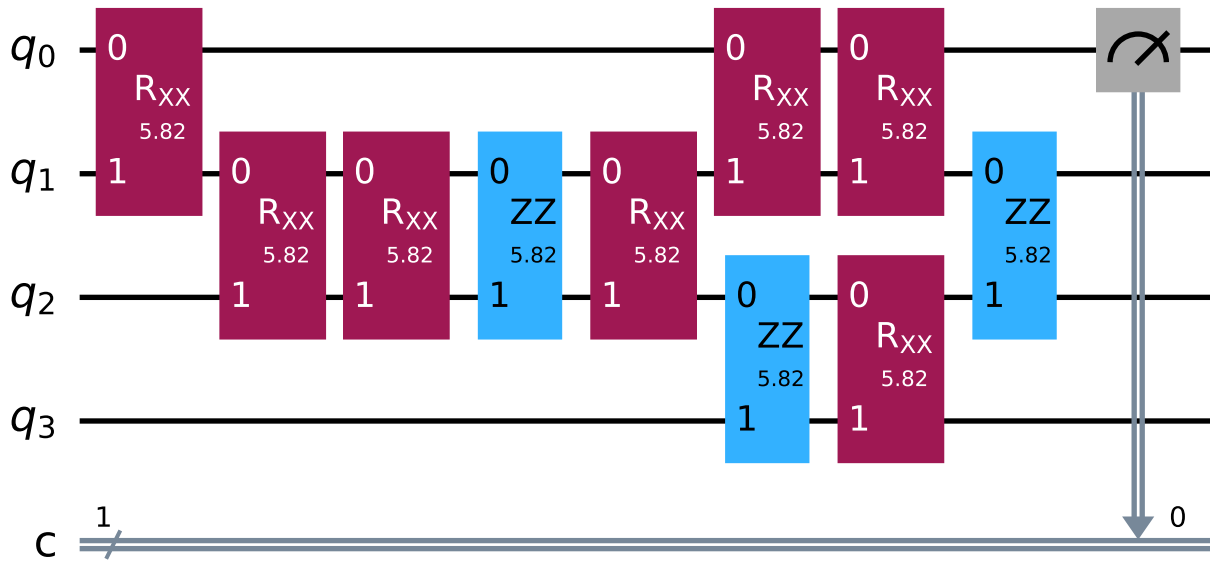 q0 0 RXX 5.82 1 0 RXX 5.82 1 0 RXX 5.82 1
q1 0 RXX 5.82 1 0 RXX 5.82 1 0 ZZ 5.82 1 0 RXX 5.82 1 0 ZZ 5.82 1
q2 0 ZZ 5.82 1 0 RXX 5.82 1
q3
c 1 0